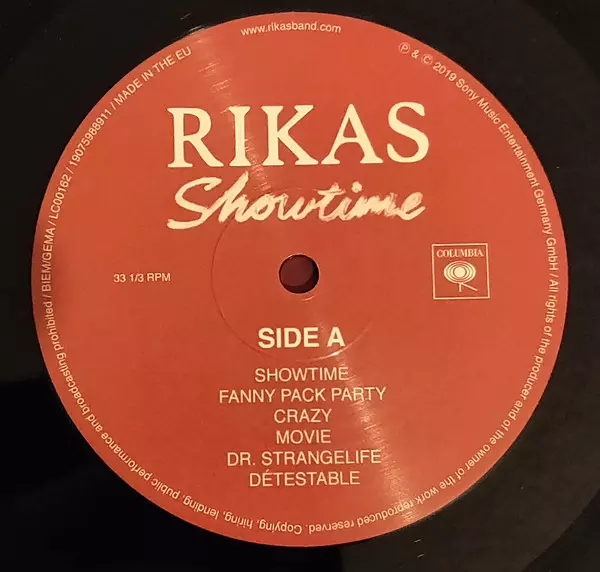 www.rikasband.com
℗ & © 2019 Sony Music Entertainment Germany GmbH / All rights of the producer and of the owner of the work reproduced reserved. Copying, hiring, lending, public performance and broadcasting prohibited / BIEM/GEMA / LC00162 / 19075988911 / MADE IN THE EU
RIKAS
Showtime
33 1/3 RPM
COLUMBIA
SIDE A
SHOWTIME
FANNY PACK PARTY
CRAZY
MOVIE
DR. STRANGELIFE
DÉTESTABLE